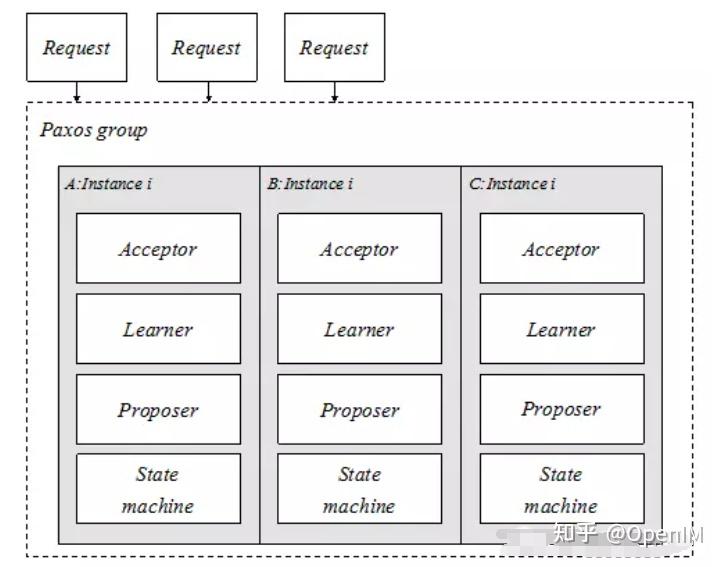 Request Request Request
Paxos group
A:Instance i B:Instance i C:Instance i
Acceptor Acceptor Acceptor
Learner Learner Learner
Proposer Proposer Proposer
State State State
machine machine machine
知乎 @OpenIM